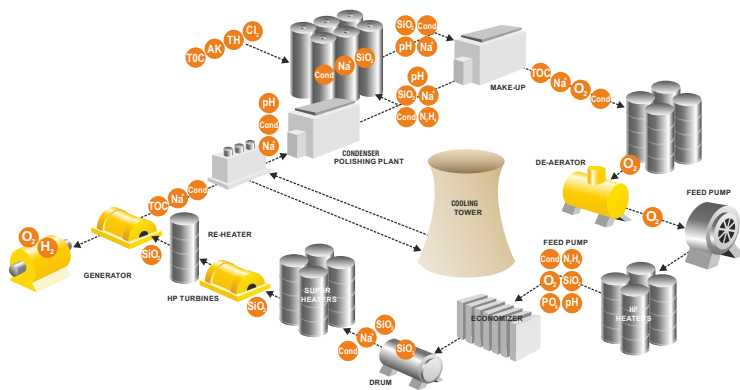 Cl₂
TH
AK
T0C
SiO₂
Cond
pH
Na⁺
MAKE-UP
Cond
Na⁺
SiO₂
pH
SiO₂
Na⁺
Cond
N₂H₄
TOC
Na⁺
O₂
Cond
pH
Cond
Na⁺
CONDENSER
POLISHING PLANT
DE-AERATOR
O₂
O₂
FEED PUMP
COOLING
TOWER
TOC
Na⁺
Cond
O₂
H₂
GENERATOR
SiO₂
RE-HEATER
HP TURBINES
SiO₂
SUPER
HEATERS
FEED PUMP
Cond
N₂H₄
O₂
SiO₂
PO₄
pH
HP
HEATERS
ECONOMIZER
SiO₂
Na⁺
Cond
SiO₂
DRUM